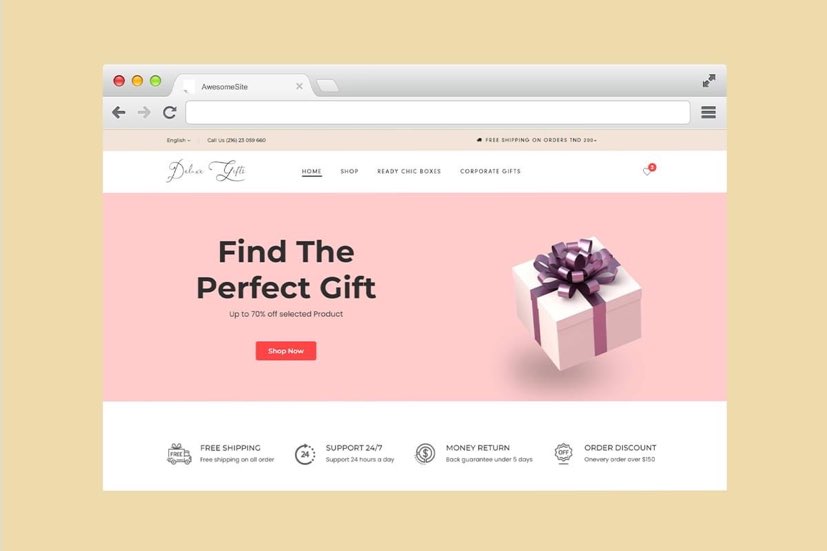 AwesomeSite
English
Call Us (216) 23 059 660
FREE SHIPPING ON ORDERS TND 200+
Deluxe Gifts
HOME
SHOP
READY CHIC BOXES
CORPORATE GIFTS
2
Find The
Perfect Gift
Up to 70% off selected Product
Shop Now
FREE
FREE SHIPPING
Free shipping on all order
24
SUPPORT 24/7
Support 24 hours a day
$
MONEY RETURN
Back guarantee under 5 days
OFF
ORDER DISCOUNT
Onevery order over $150